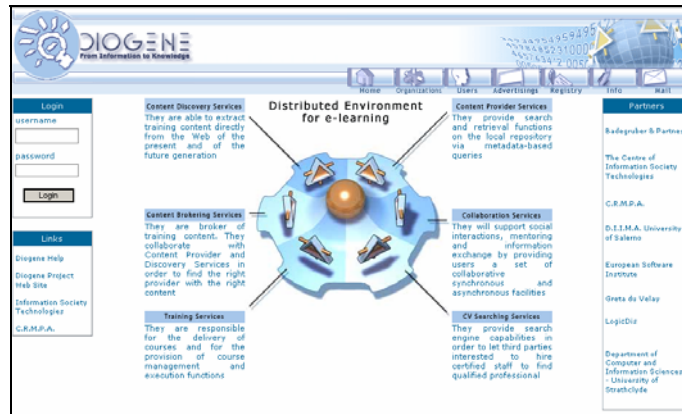 DIOGENE
From Information to Knowledge
Home Organizations Users Advertisings Registry Info Mail
Login
username
password
Login
Links
Diogene Help
Diogene Project
Web Site
Information Society
Technologies
C.R.M.P.A.
Distributed Environment
for e-learning
Content Discovery Services
They are able to extract
training content directly
from the Web of the
present and of the
future generation
Content Brokering Services
They are broker of
training content. They
collaborate with
Content Provider and
Discovery Services in
order to find the right
provider with the right
content
Training Services
They are responsible
for the delivery of
courses and for the
provision of course
management and
execution functions
Content Provider Services
They provide search
and retrieval functions
on the local repository
via metadata-based
queries
Collaboration Services
They will support social
interactions, mentoring
and information
exchange by providing
users a set of
collaborative
synchronous and
asynchronous facilities
CV Searching Services
They provide search
engine capabilities in
order to let third parties
interested to hire
certified staff to find
qualified professional
Partners
Badegruber & Partner
The Centre of
Information Society
Technologies
C.R.M.P.A.
D.I.I.M.A. University
of Salerno
European Software
Institute
Greta du Velay
LogicDis
Department of
Computer and
Information Sciences
- University of
Strathclyde